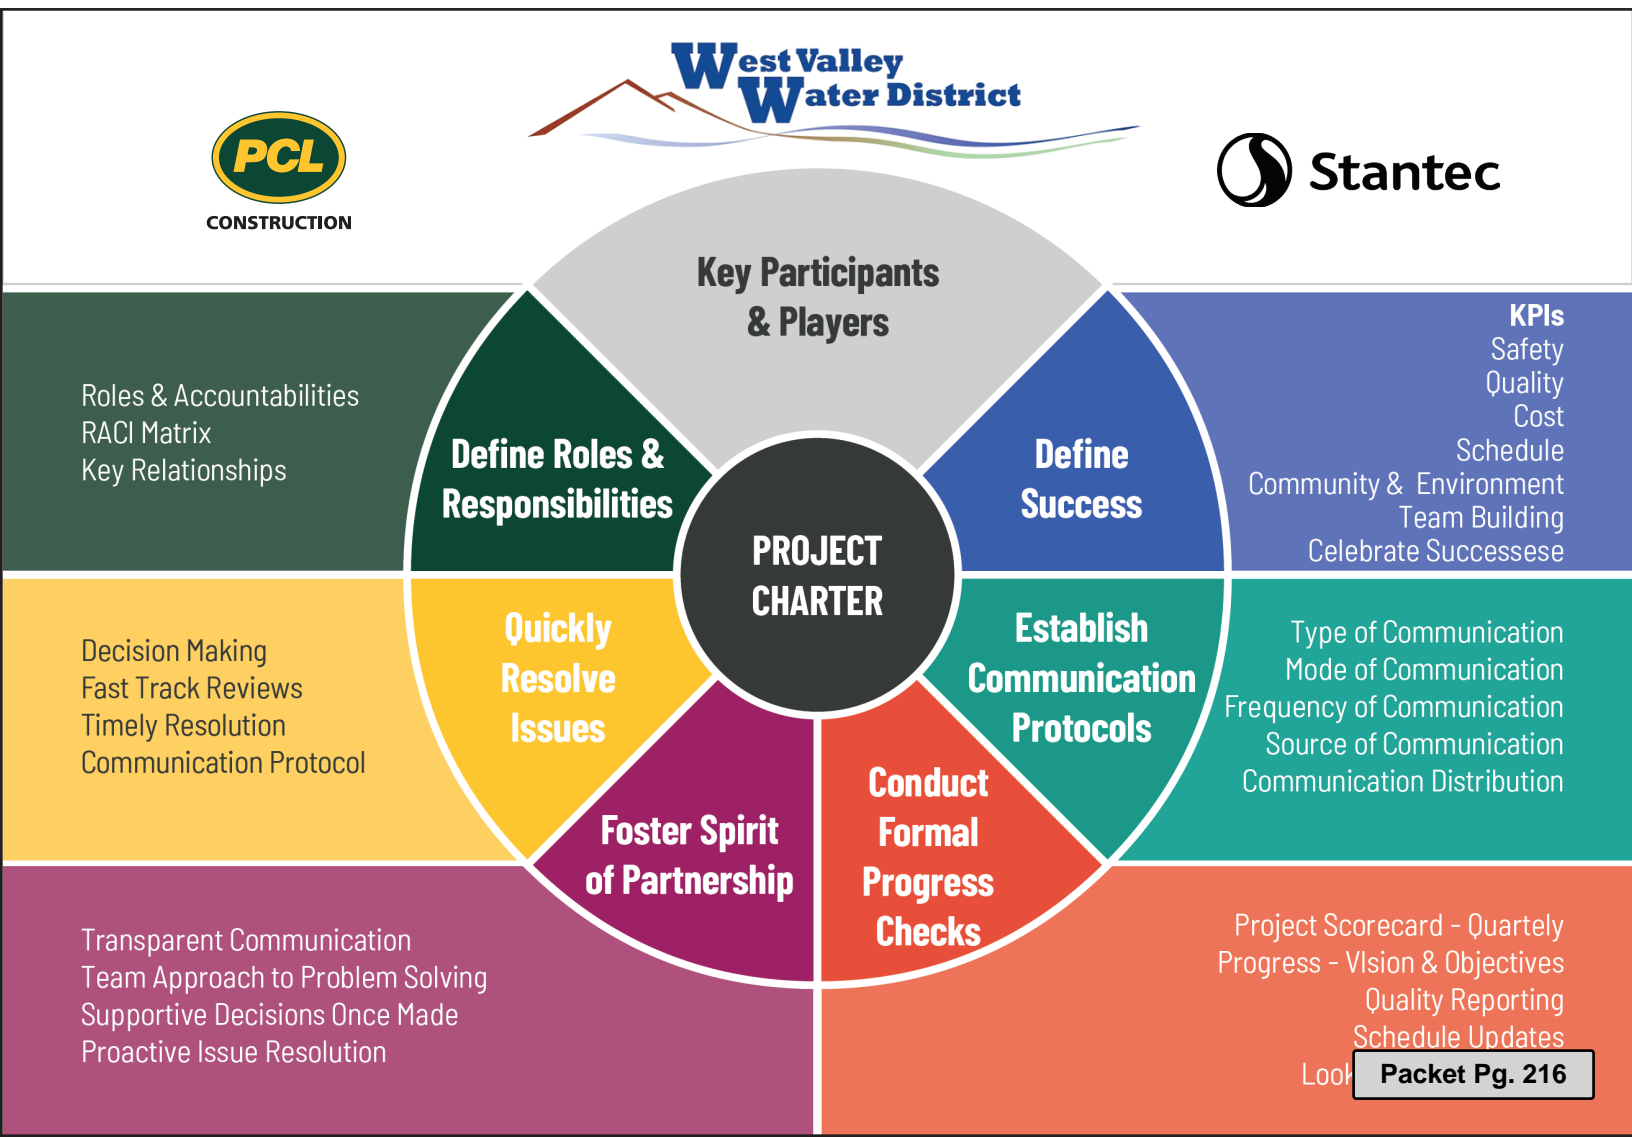 West Valley
Water District
PCL
CONSTRUCTION
Stantec
Key Participants
& Players
Define Roles &
Responsibilities
Roles & Accountabilities
RACI Matrix
Key Relationships
Define
Success
KPIs
Safety
Quality
Cost
Schedule
Community & Environment
Team Building
Celebrate Successese
PROJECT
CHARTER
Quickly
Resolve
Issues
Decision Making
Fast Track Reviews
Timely Resolution
Communication Protocol
Establish
Communication
Protocols
Type of Communication
Mode of Communication
Frequency of Communication
Source of Communication
Communication Distribution
Foster Spirit
of Partnership
Transparent Communication
Team Approach to Problem Solving
Supportive Decisions Once Made
Proactive Issue Resolution
Conduct
Formal
Progress
Checks
Project Scorecard - Quartely
Progress - VIsion & Objectives
Quality Reporting
Schedule Updates
Packet Pg. 216